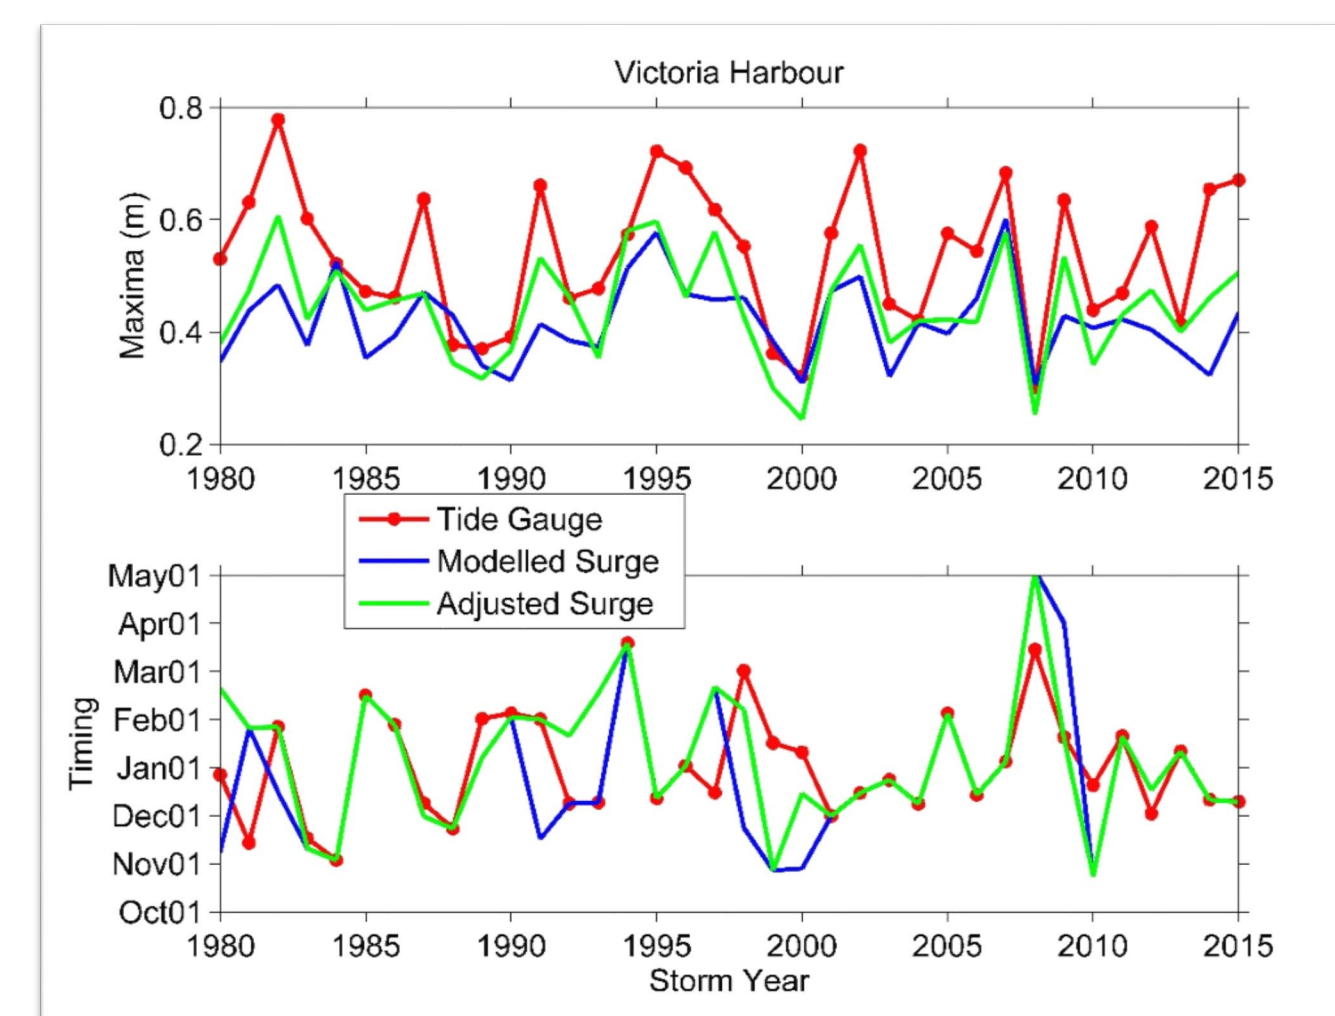 Victoria Harbour
Maxima (m)
0.8
0.6
0.4
0.2
1980 1985 1990 1995 2000 2005 2010 2015
Tide Gauge
Modelled Surge
Adjusted Surge
Timing
May01
Apr01
Mar01
Feb01
Jan01
Dec01
Nov01
Oct01
1980 1985 1990 1995 2000 2005 2010 2015
Storm Year